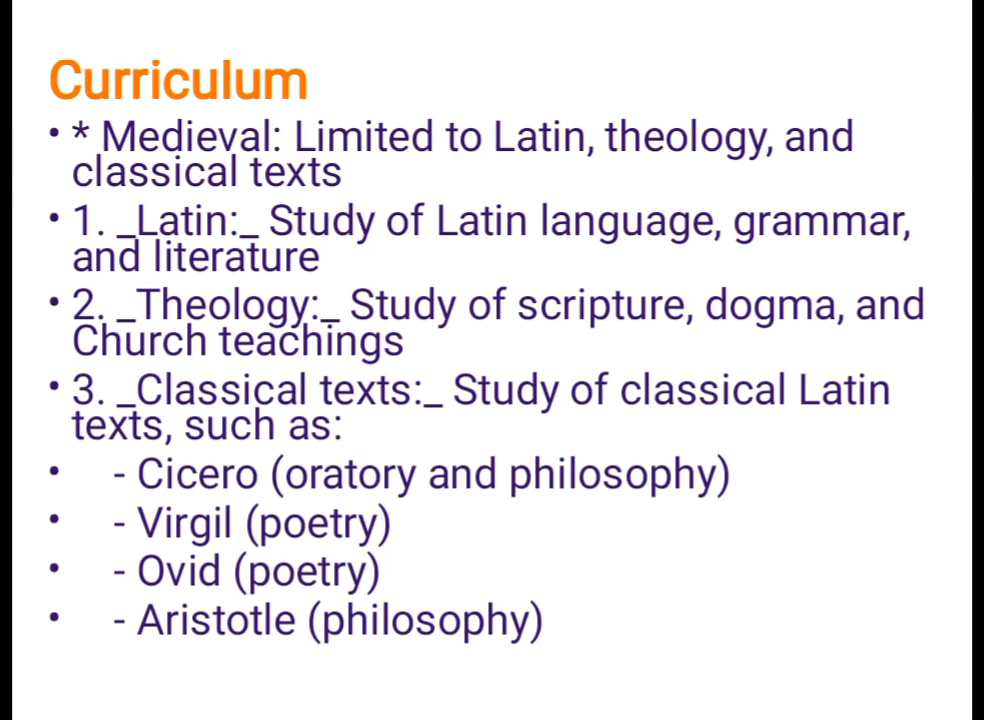 Curriculum
• * Medieval: Limited to Latin, theology, and
classical texts
• 1. _Latin:_ Study of Latin language, grammar,
and literature
• 2. _Theology:_ Study of scripture, dogma, and
Church teachings
• 3. _Classical texts:_ Study of classical Latin
texts, such as:
• - Cicero (oratory and philosophy)
• - Virgil (poetry)
• - Ovid (poetry)
• - Aristotle (philosophy)